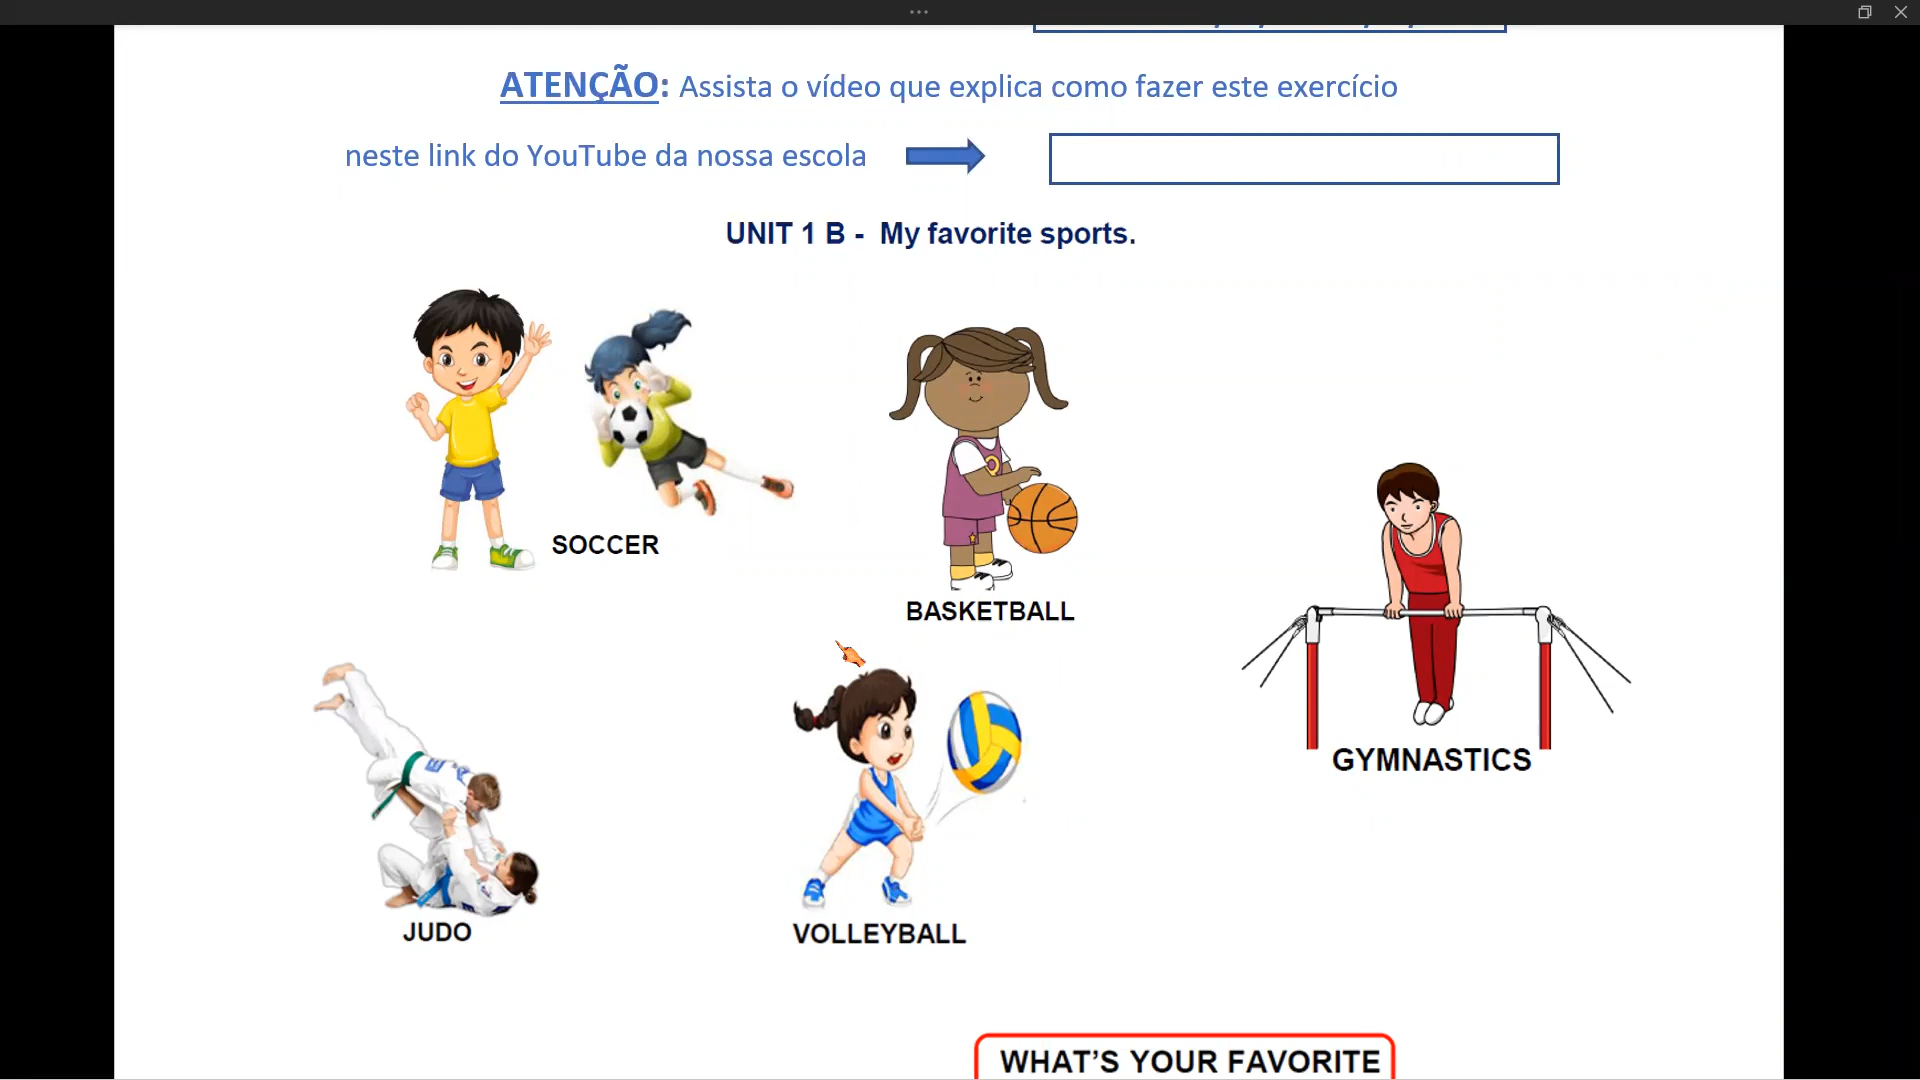 ATENÇÃO: Assista o vídeo que explica como fazer este exercício
neste link do YouTube da nossa escola
UNIT 1 B - My favorite sports.
SOCCER
BASKETBALL
GYMNASTICS
JUDO
VOLLEYBALL
WHAT'S YOUR FAVORITE